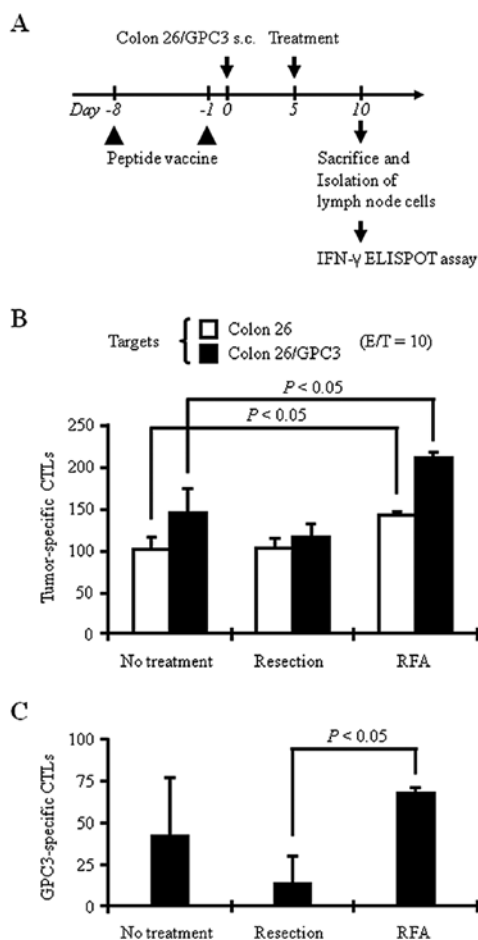 A
Colon 26/GPC3 s.c. Treatment
Day -8 -1 0 5 10
Peptide vaccine
Sacrifice and
Isolation of
lymph node cells
IFN-γ ELISPOT assay
B
Targets
Colon 26
Colon 26/GPC3
(E/T = 10)
P < 0.05
P < 0.05
Tumor-specific CTLs
250
200
150
100
50
0
No treatment Resection RFA
C
P < 0.05
GPC3-specific CTLs
100
75
50
25
0
No treatment Resection RFA